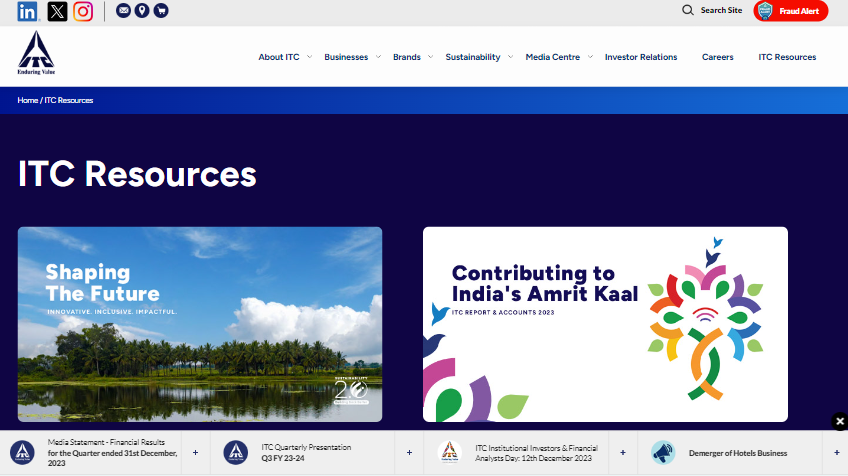 Search Site
Fraud Alert
ITC
Enduring Value
About ITC
Businesses
Brands
Sustainability
Media Centre
Investor Relations
Careers
ITC Resources
Home / ITC Resources
ITC Resources
Shaping
The Future
INNOVATIVE. INCLUSIVE. IMPACTFUL.
SUSTAINABILITY
20
Contributing to
India's Amrit Kaal
ITC REPORT & ACCOUNTS 2023
Media Statement - Financial Results
for the Quarter ended 31st December,
2023
ITC Quarterly Presentation
Q3 FY 23-24
ITC Institutional Investors & Financial
Analysts Day: 12th December 2023
Demerger of Hotels Business